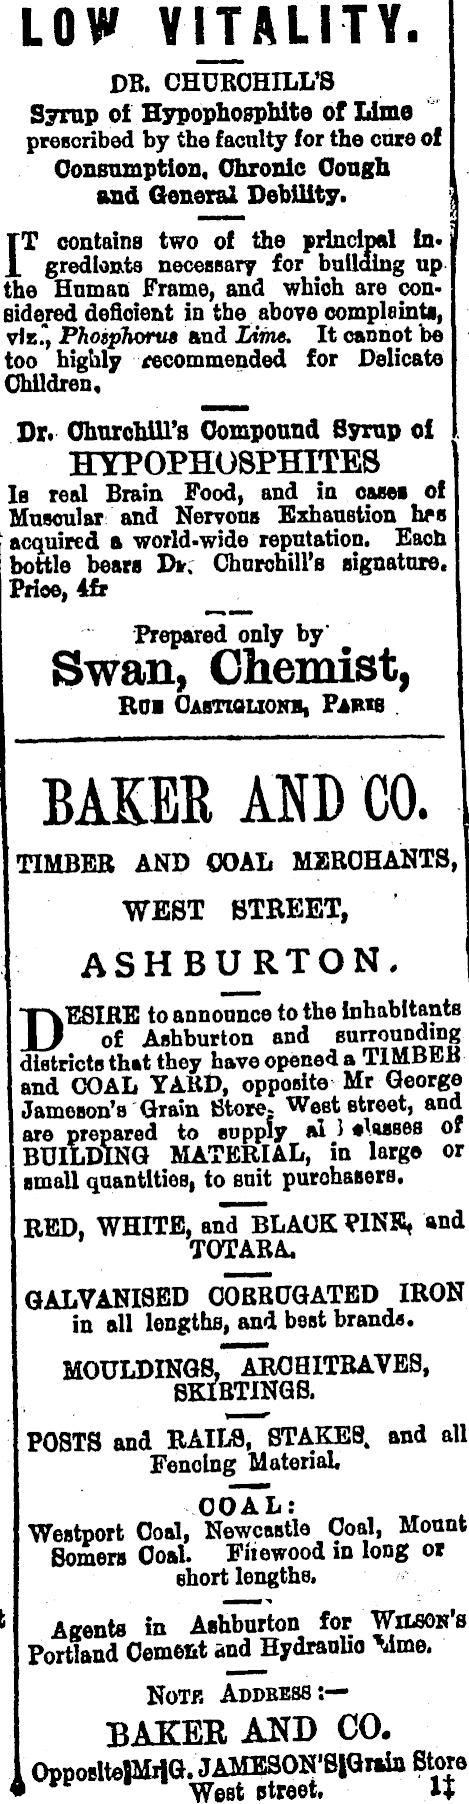 LOW VITALITY.
DR. CHURCHILL'S
Syrup of Hypophosphite of Lime
prescribed by the faculty for the cure of
Consumption, Chronic Cough
and General Debility.
IT contains two of the principal in-
gredients necessary for building up
the Human Frame, and which are con-
sidered deficient in the above complaints,
viz., Phosphorus and Lime. It cannot be
too highly recommended for Delicate
Children.
Dr. Churchill's Compound Syrup of
HYPOPHOSPHITES
Is real Brain Food, and in cases of
Muscular and Nervous Exhaustion has
acquired a world-wide reputation. Each
bottle bears Dr. Churchill's signature.
Price, 4fr
Prepared only by
Swan, Chemist,
RUE CASTIGLIONE, PARIS
BAKER AND CO.
TIMBER AND COAL MERCHANTS,
WEST STREET,
ASHBURTON.
DESIRE to announce to the inhabitants
of Ashburton and surrounding
districts that they have opened a TIMBER
and COAL YARD, opposite Mr George
Jameson's Grain Store, West street, and
are prepared to supply all classes of
BUILDING MATERIAL, in large or
small quantities, to suit purchasers.
RED, WHITE, and BLACK PINE, and
TOTARA.
GALVANISED CORRUGATED IRON
in all lengths, and best brands.
MOULDINGS, ARCHITRAVES,
SKIRTINGS.
POSTS and RAILS, STAKES, and all
Fencing Material.
COAL:
Westport Coal, Newcastle Coal, Mount
Somers Coal. Firewood in long or
short lengths.
Agents in Ashburton for WILSON'S
Portland Cement and Hydraulic Lime.
NOTE ADDRESS:—
BAKER AND CO.
Opposite Mr G. JAMESON'S Grain Store
West street. 1‡